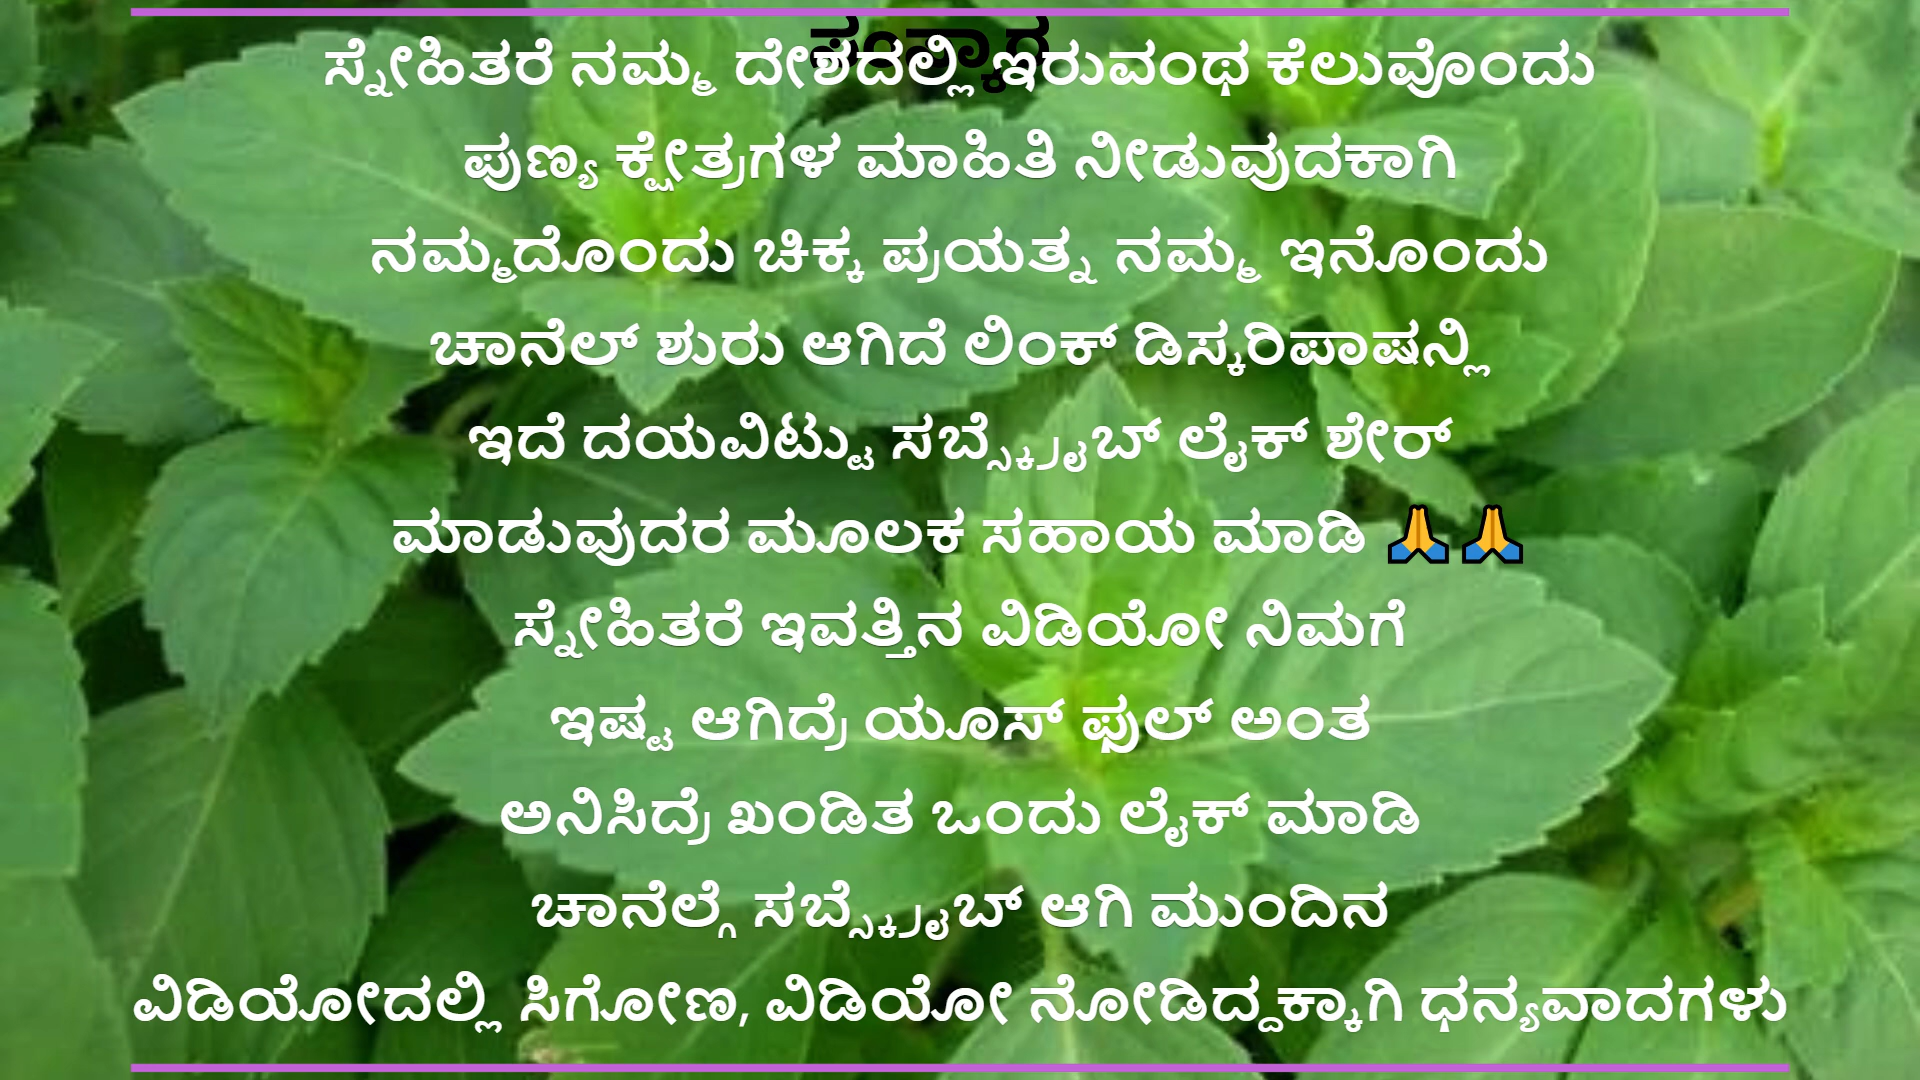 ಸ್ನೇಹಿತರೆ ನಮ್ಮ ದೇಶದಲ್ಲಿ ಇರುವಂಥ ಕೆಲುವೊಂದು
ಪುಣ್ಯ ಕ್ಷೇತ್ರಗಳ ಮಾಹಿತಿ ನೀಡುವುದಕಾಗಿ
ನಮ್ಮದೊಂದು ಚಿಕ್ಕ ಪ್ರಯತ್ನ ನಮ್ಮ ಇನೊಂದು
ಚಾನೆಲ್ ಶುರು ಆಗಿದೆ ಲಿಂಕ್ ಡಿಸ್ಕರಿಪಾಷನ್ಲಿ
ಇದೆ ದಯವಿಟ್ಟು ಸಬ್ಸ್ಕ್ರೈಬ್ ಲೈಕ್ ಶೇರ್
ಮಾಡುವುದರ ಮೂಲಕ ಸಹಾಯ ಮಾಡಿ 🙏🙏
ಸ್ನೇಹಿತರೆ ಇವತ್ತಿನ ವಿಡಿಯೋ ನಿಮಗೆ
ಇಷ್ಟ ಆಗಿದ್ರೆ ಯೂಸ್ ಫುಲ್ ಅಂತ
ಅನಿಸಿದ್ರೆ ಖಂಡಿತ ಒಂದು ಲೈಕ್ ಮಾಡಿ
ಚಾನೆಲ್ಗೆ ಸಬ್ಸ್ಕ್ರೈಬ್ ಆಗಿ ಮುಂದಿನ
ವಿಡಿಯೋದಲ್ಲಿ ಸಿಗೋಣ, ವಿಡಿಯೋ ನೋಡಿದ್ದಕ್ಕಾಗಿ ಧನ್ಯವಾದಗಳು